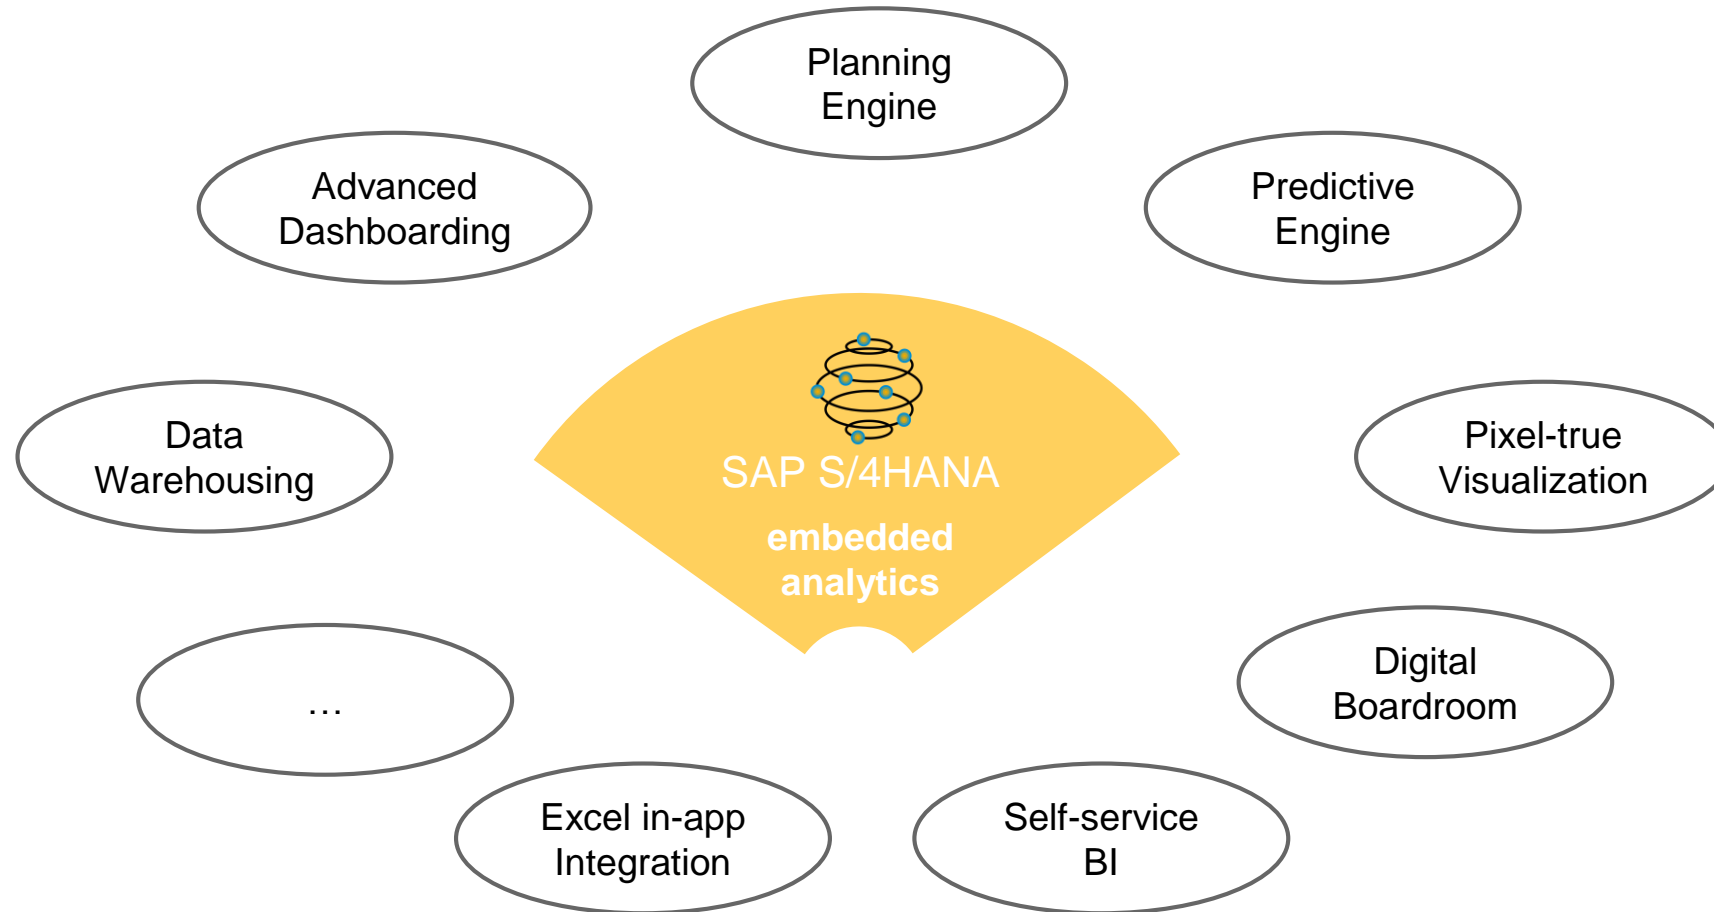 Planning
Engine
Advanced
Dashboarding
Predictive
Engine
Data
Warehousing
SAP S/4HANA
embedded
analytics
Pixel-true
Visualization
…
Digital
Boardroom
Excel in-app
Integration
Self-service
BI